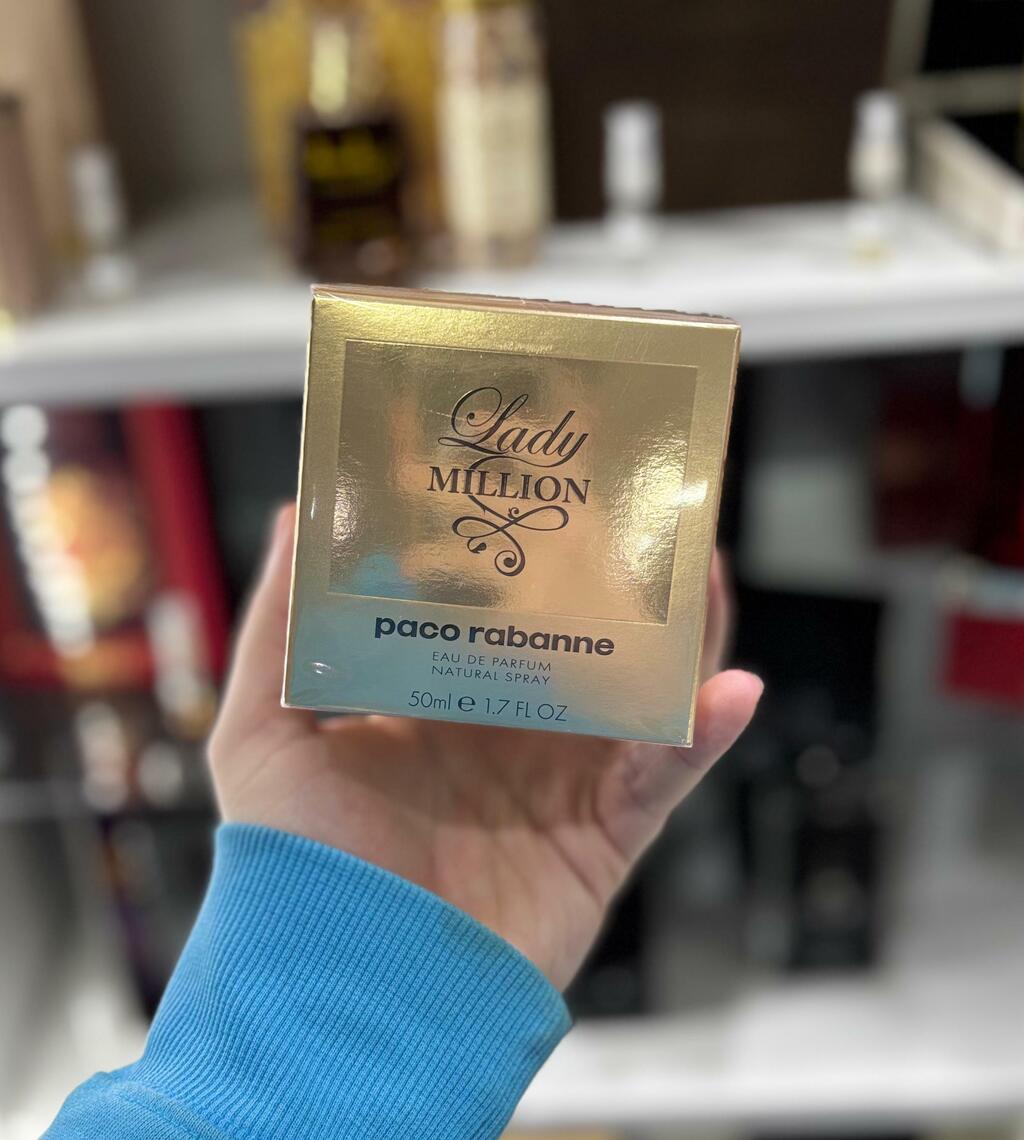 Lady
MILLION
paco rabanne
EAU DE PARFUM
NATURAL SPRAY
50ml ℮ 1.7 FL OZ